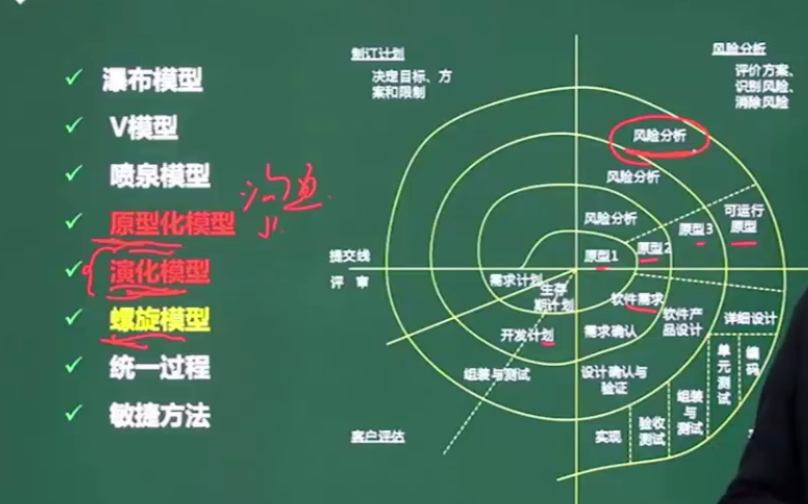 瀑布模型
V模型
喷泉模型
原型化模型
演化模型
螺旋模型
统一过程
敏捷方法
沟通
制订计划
决定目标、方
案和限制
风险分析
评价方案、
识别风险、
消除风险
风险分析
风险分析
风险分析
原型1
原型2
原型3
可运行
原型
提交线
评 审
需求计划
生存
期计划
开发计划
组装与测试
软件需求
需求确认
软件产
品设计
详细设计
设计确认与
验证
单元测试
编码
组装与测试
验收
测试
实现
客户评估